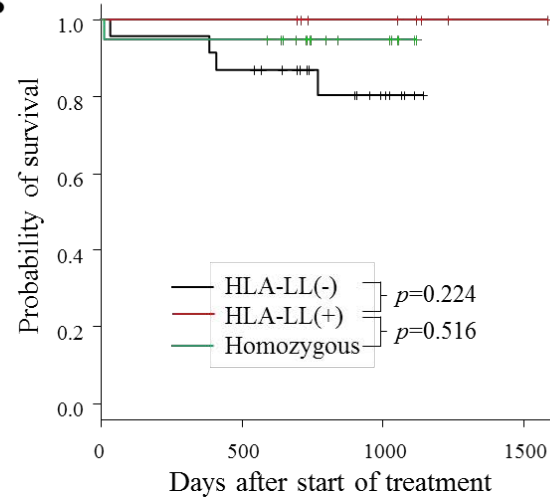 Probability of survival
1.0
0.8
0.6
0.4
0.2
0.0
HLA-LL(-)
HLA-LL(+)
Homozygous
p=0.224
p=0.516
0 500 1000 1500
Days after start of treatment